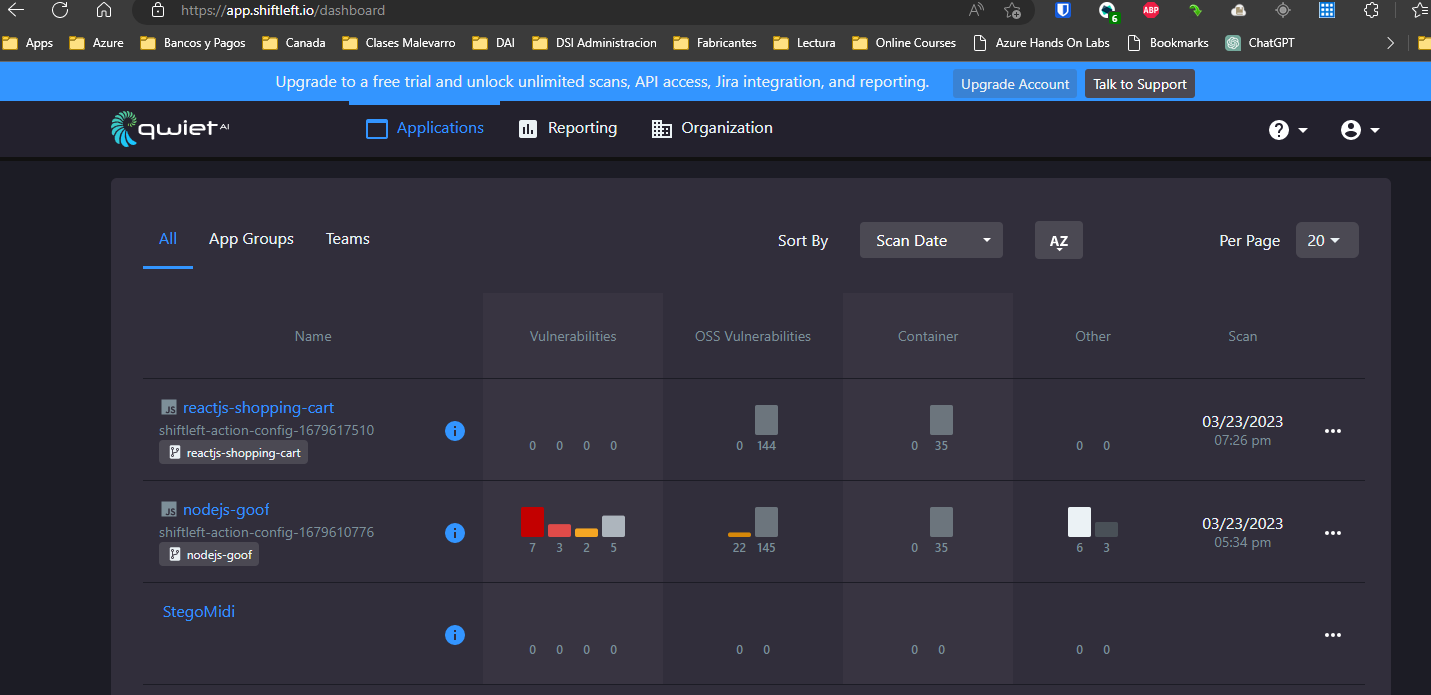 https://app.shiftleft.io/dashboard
A
6
ABP
Apps Azure Bancos y Pagos Canada Clases Malevarro DAI DSI Administracion Fabricantes Lectura Online Courses Azure Hands On Labs Bookmarks ChatGPT
Upgrade to a free trial and unlock unlimited scans, API access, Jira integration, and reporting. Upgrade Account Talk to Support
qwiet AI Applications Reporting Organization ?
All App Groups Teams Sort By Scan Date AZ Per Page 20
Name Vulnerabilities OSS Vulnerabilities Container Other Scan
JS reactjs-shopping-cart
shiftleft-action-config-1679617510
reactjs-shopping-cart
i
0 0 0 0 0 144 0 35 0 0
03/23/2023
07:26 pm
JS nodejs-goof
shiftleft-action-config-1679610776
nodejs-goof
i
7 3 2 5 22 145 0 35 6 3
03/23/2023
05:34 pm
StegoMidi
i
0 0 0 0 0 0 0 0 0 0